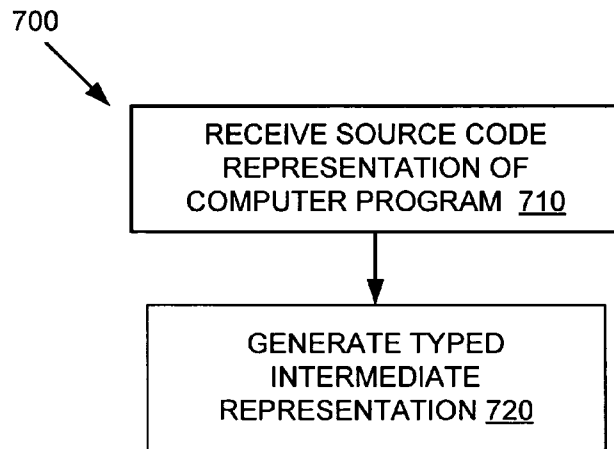 700
RECEIVE SOURCE CODE
REPRESENTATION OF
COMPUTER PROGRAM 710
GENERATE TYPED
INTERMEDIATE
REPRESENTATION 720